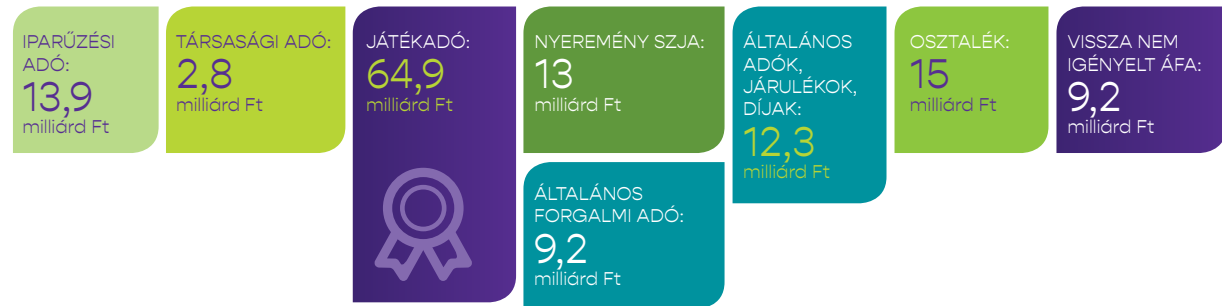 IPARŰZÉSI
ADÓ:
13,9
milliárd Ft
TÁRSASÁGI ADÓ:
2,8
milliárd Ft
JÁTÉKADÓ:
64,9
milliárd Ft
NYEREMÉNY SZJA:
13
milliárd Ft
ÁLTALÁNOS
FORGALMI ADÓ:
9,2
milliárd Ft
ÁLTALÁNOS
ADÓK,
JÁRULÉKOK,
DÍJAK:
12,3
milliárd Ft
OSZTALÉK:
15
milliárd Ft
VISSZA NEM
IGÉNYELT ÁFA:
9,2
milliárd Ft